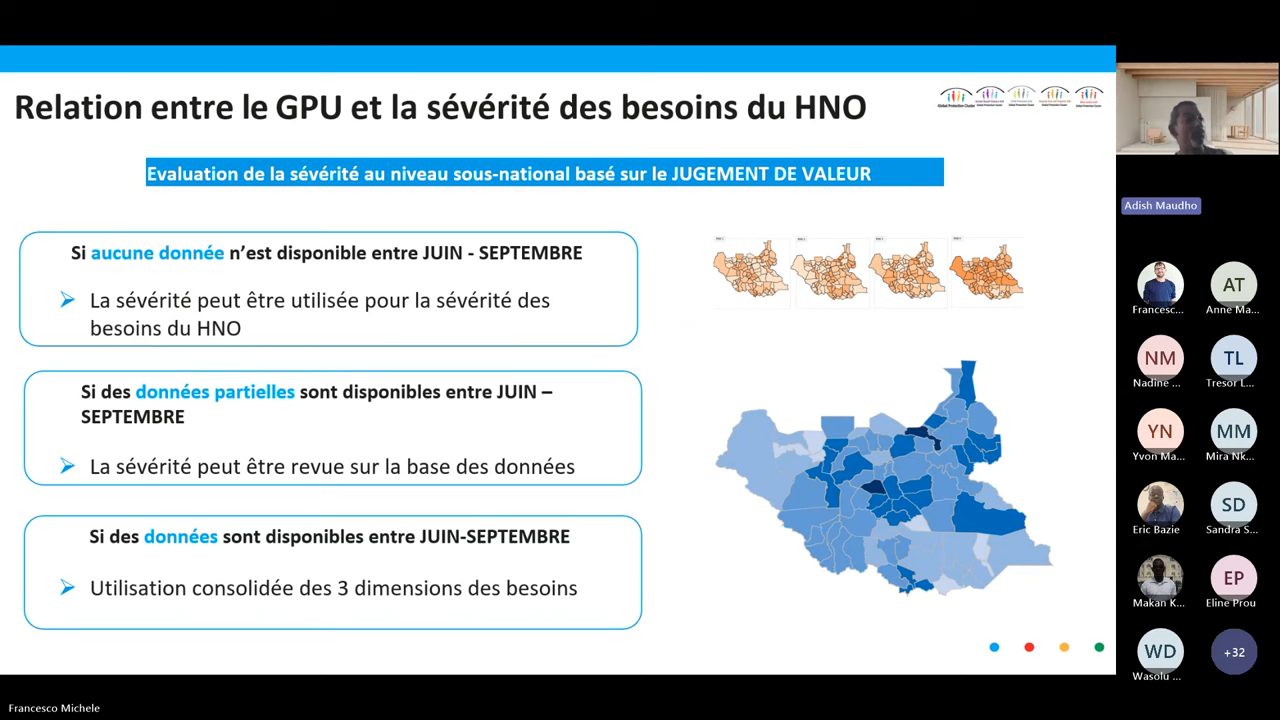 Relation entre le GPU et la sévérité des besoins du HNO
Evaluation de la sévérité au niveau sous-national basé sur le JUGEMENT DE VALEUR
Si aucune donnée n’est disponible entre JUIN - SEPTEMBRE
La sévérité peut être utilisée pour la sévérité des
besoins du HNO
Si des données partielles sont disponibles entre JUIN –
SEPTEMBRE
La sévérité peut être revue sur la base des données
Si des données sont disponibles entre JUIN-SEPTEMBRE
Utilisation consolidée des 3 dimensions des besoins
Global Protection Cluster
Adish Maudho
Francesc...
AT
Anne Ma...
NM
Nadine ...
TL
Tresor L...
YN
Yvon Ma...
MM
Mira Nk...
Eric Bazie
SD
Sandra S...
Makan K...
EP
Eline Prou
WD
Wasolu ...
+32
Francesco Michele